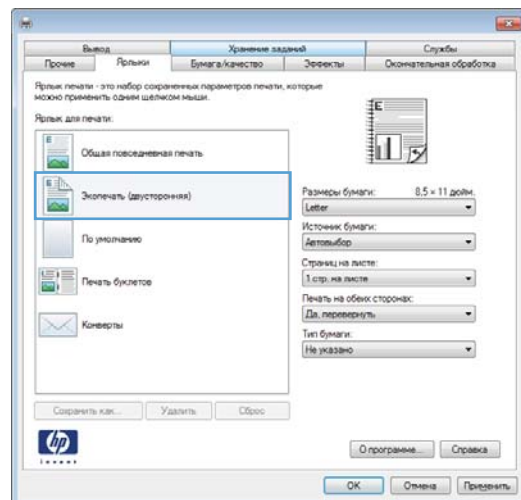 Вывод
Хранение заданий
Службы
Прочие
Ярлыки
Бумага/качество
Эффекты
Окончательная обработка
Ярлык печати - это набор сохраненных параметров печати, которые
можно применить одним щелчком мыши.
Ярлык для печати:
E
Общая повседневная печать
E
Экопечать (двусторонняя)
По умолчанию
Печать буклетов
Конверты
E
Размеры бумаги:
8,5 × 11 дюйм.
Letter
Источник бумаги:
Автовыбор
Страниц на листе:
1 стр. на листе
Печать на обеих сторонах:
Да, перевернуть
Тип бумаги:
Не указано
Сохранить как...
Удалить
Сброс
hp
invent
О программе...
Справка
OK
Отмена
Применить